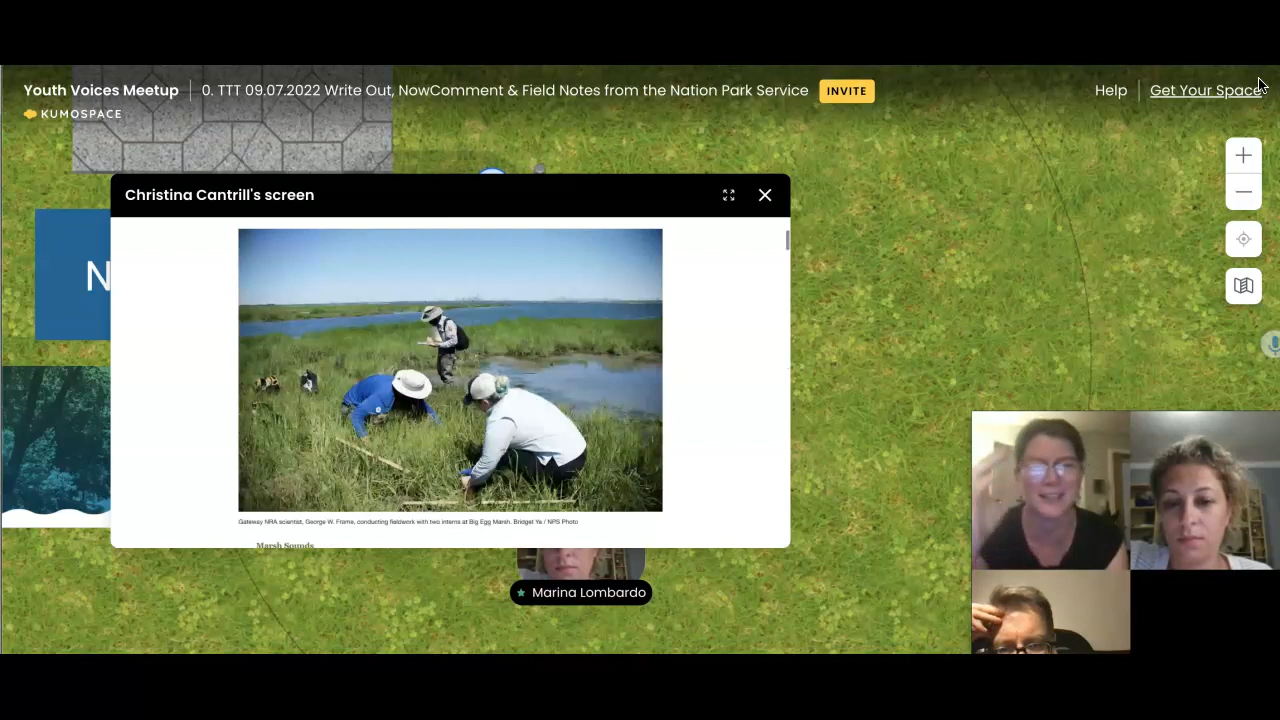 Youth Voices Meetup
0. TTT 09.07.2022 Write Out, NowComment & Field Notes from the Nation Park Service
INVITE
Help
Get Your Space
KUMOSPACE
Christina Cantrill's screen
N
Gateway NRA scientist, George W. Frame, conducting fieldwork with two interns at Big Egg Marsh. Bridget Ye / NPS Photo
Marsh Sounds
Marina Lombardo